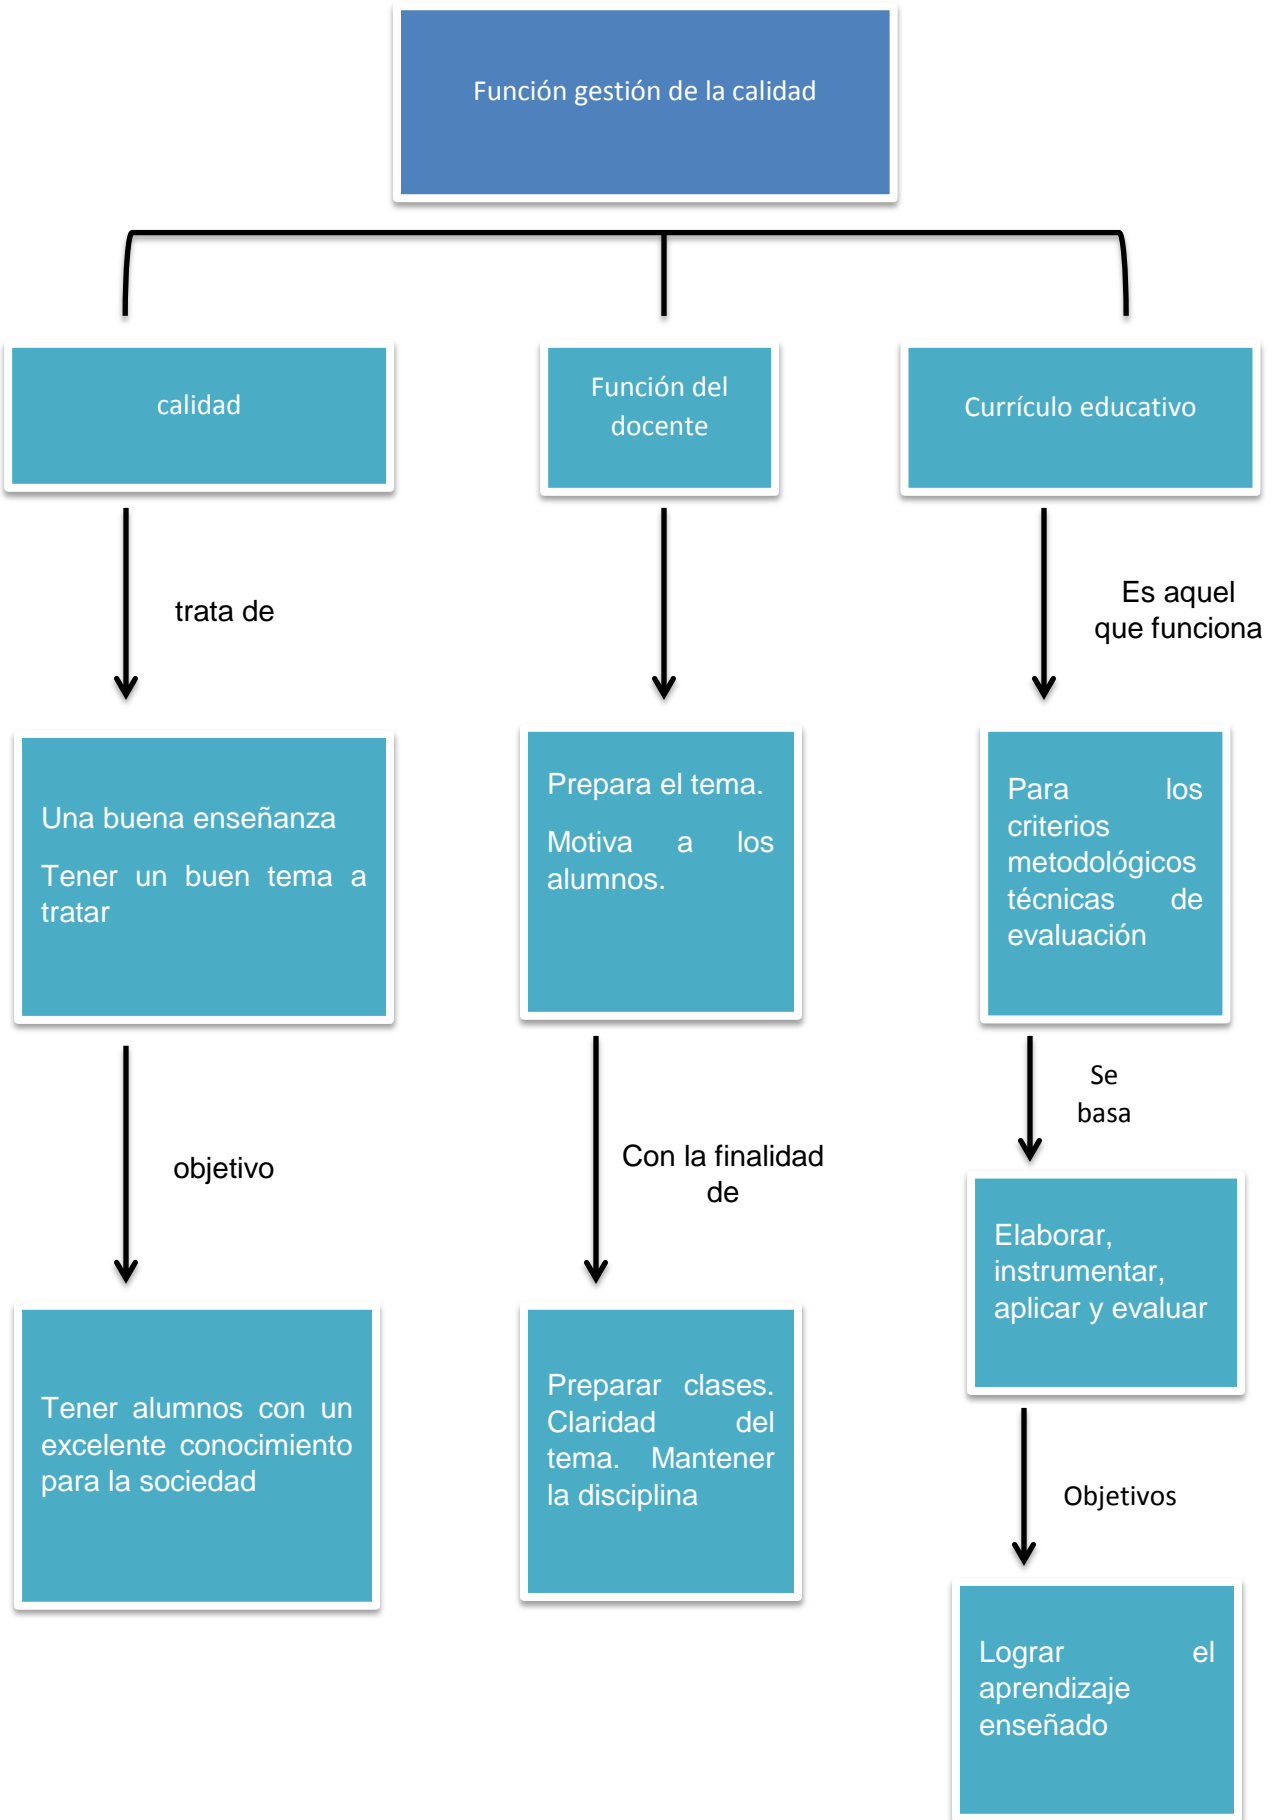 Función gestión de la calidad
calidad
Función del
docente
Currículo educativo
trata de
Es aquel
que funciona
Una buena enseñanza
Tener un buen tema a
tratar
Prepara el tema.
Motiva a los
alumnos.
Para los
criterios
metodológicos
técnicas de
evaluación
objetivo
Con la finalidad
de
Se
basa
Tener alumnos con un
excelente conocimiento
para la sociedad
Preparar clases.
Claridad del
tema. Mantener
la disciplina
Elaborar,
instrumentar,
aplicar y evaluar
Objetivos
Lograr el
aprendizaje
enseñado